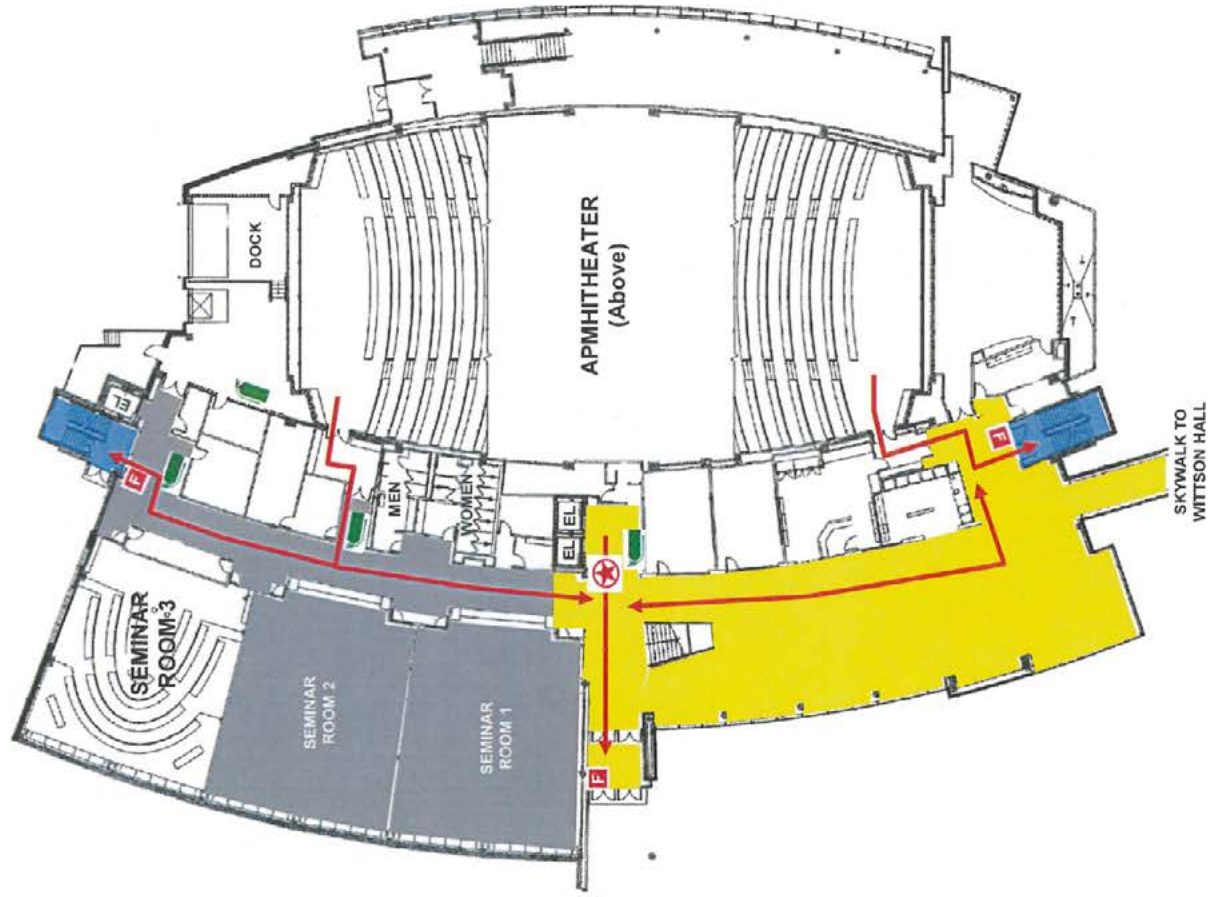 DOCK
APMHITHEATER
(Above)
EL
F
MEN
WOMEN
EL
EL
EL
SEMINAR
ROOM 3
SEMINAR
ROOM 2
SEMINAR
ROOM 1
F
F
SKYWALK TO
WITTSON HALL